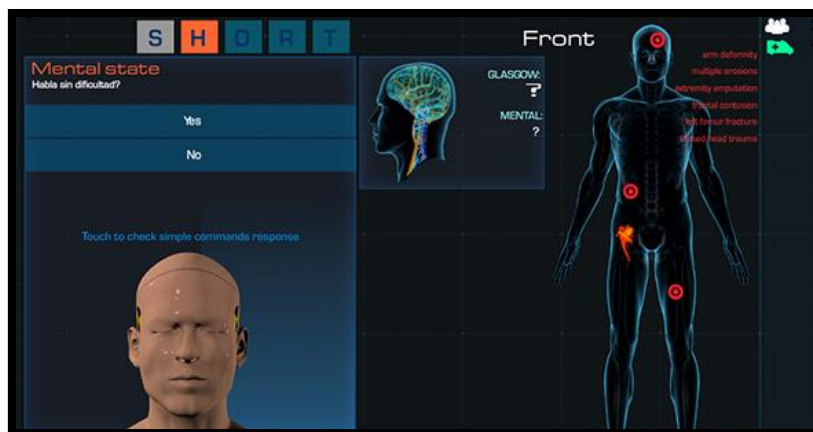 S H O R T
Front
Mental state
Habla sin dificultad?
Yes
No
Touch to check simple commands response
GLASGOW:
?
MENTAL:
?
arm deformity
multiple erosions
extremity amputation
frontal contusion
left femur fracture
closed head trauma